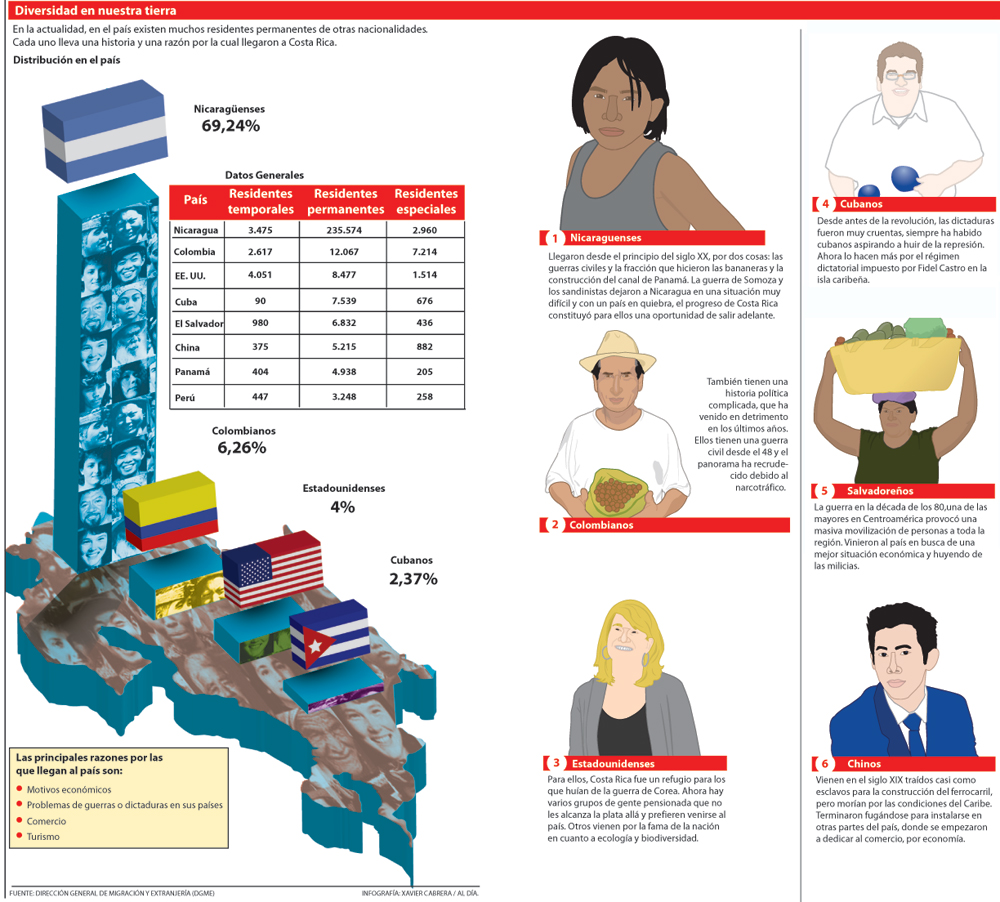 Diversidad en nuestra tierra
En la actualidad, en el país existen muchos residentes permanentes de otras nacionalidades.
Cada uno lleva una historia y una razón por la cual llegaron a Costa Rica.
Distribución en el país
Nicaragüenses
69,24%
Datos Generales
País Residentes temporales Residentes permanentes Residentes especiales
Nicaragua 3.475 235.574 2.960
Colombia 2.617 12.067 7.214
EE. UU. 4.051 8.477 1.514
Cuba 90 7.539 676
El Salvador 980 6.832 436
China 375 5.215 882
Panamá 404 4.938 205
Perú 447 3.248 258
Colombianos
6,26%
Estadounidenses
4%
Cubanos
2,37%
Las principales razones por las
que llegan al país son:
Motivos económicos
Problemas de guerras o dictaduras en sus países
Comercio
Turismo
FUENTE: DIRECCIÓN GENERAL DE MIGRACIÓN Y EXTRANJERÍA (DGME)
INFOGRAFÍA: XAVIER CABRERA / AL DÍA.
1 Nicaraguenses
Llegaron desde el principio del siglo XX, por dos cosas: las
guerras civiles y la fracción que hicieron las bananeras y la
construcción del canal de Panamá. La guerra de Somoza y
los sandinistas dejaron a Nicaragua en una situación muy
difícil y con un país en quiebra, el progreso de Costa Rica
constituyó para ellos una oportunidad de salir adelante.
También tienen una
historia política
complicada, que ha
venido en detrimento
en los últimos años.
Ellos tienen una guerra
civil desde el 48 y el
panorama ha recrude-
cido debido al
narcotráfico.
2 Colombianos
3 Estadounidenses
Para ellos, Costa Rica fue un refugio para los
que huían de la guerra de Corea. Ahora hay
varios grupos de gente pensionada que no
les alcanza la plata allá y prefieren venirse al
país. Otros vienen por la fama de la nación
en cuanto a ecología y biodiversidad.
4 Cubanos
Desde antes de la revolución, las dictaduras
fueron muy cruentas, siempre ha habido
cubanos aspirando a huir de la represión.
Ahora lo hacen más por el régimen
dictatorial impuesto por Fidel Castro en la
isla caribeña.
5 Salvadoreños
La guerra en la década de los 80,una de las
mayores en Centroamérica provocó una
masiva movilización de personas a toda la
región. Vinieron al país en busca de una
mejor situación económica y huyendo de
las milicias.
6 Chinos
Vienen en el siglo XIX traídos casi como
esclavos para la construcción del ferrocarril,
pero morían por las condiciones del Caribe.
Terminaron fugándose para instalarse en
otras partes del país, donde se empezaron
a dedicar al comercio, por economía.